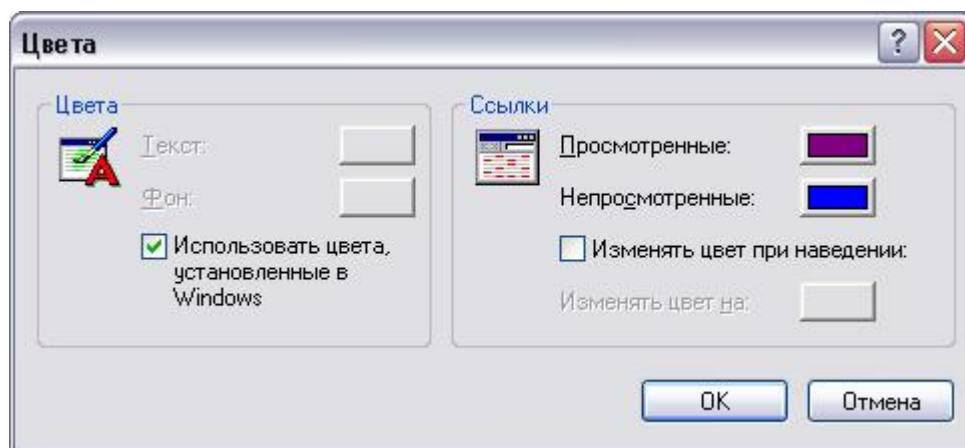 Цвета
Цвета
Текст:
Фон:
Использовать цвета,
установленные в
Windows
Ссылки
Просмотренные:
Непросмотренные:
Изменять цвет при наведении:
Изменять цвет на:
OK
Отмена